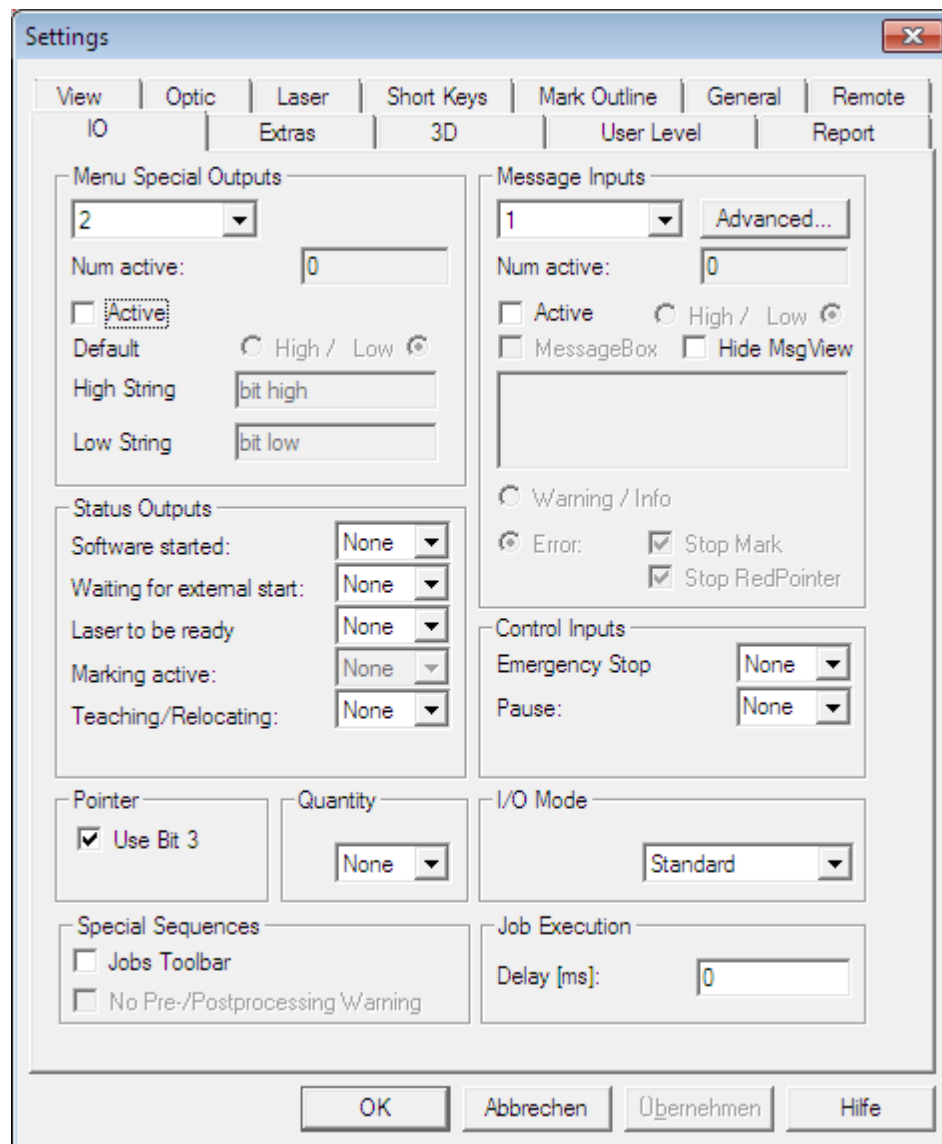 Settings
View Optic Laser Short Keys Mark Outline General Remote
IO Extras 3D User Level Report
Menu Special Outputs
2
Num active: 0
Active
Default High / Low
High String bit high
Low String bit low
Message Inputs
1 Advanced...
Num active: 0
Active High / Low
MessageBox Hide MsgView
Warning / Info
Error: Stop Mark
Stop RedPointer
Status Outputs
Software started: None
Waiting for external start: None
Laser to be ready None
Marking active: None
Teaching/Relocating: None
Control Inputs
Emergency Stop None
Pause: None
Pointer
Use Bit 3
Quantity
None
I/O Mode
Standard
Special Sequences
Jobs Toolbar
No Pre-/Postprocessing Warning
Job Execution
Delay [ms]: 0
OK Abbrechen Übernehmen Hilfe